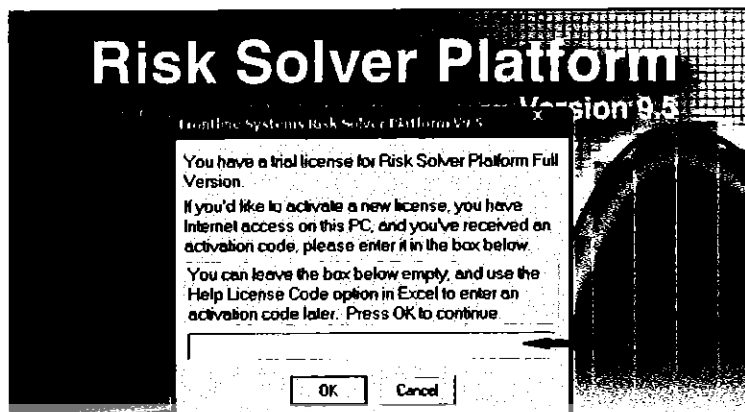 Risk Solver Platform
Version 9.5
Frontline Systems Risk Solver Platform V9.5
You have a trial license for Risk Solver Platform Full
Version.
If you'd like to activate a new license, you have
Internet access on this PC, and you've received an
activation code, please enter it in the box below.
You can leave the box below empty, and use the
Help License Code option in Excel to enter an
activation code later. Press OK to continue.
OK Cancel